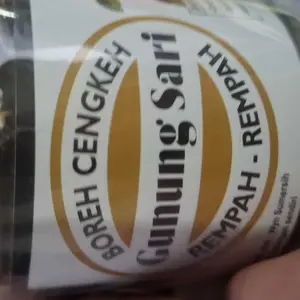 BOREH CENGKEH
Gunung Sari
REMPAH - REMPAH